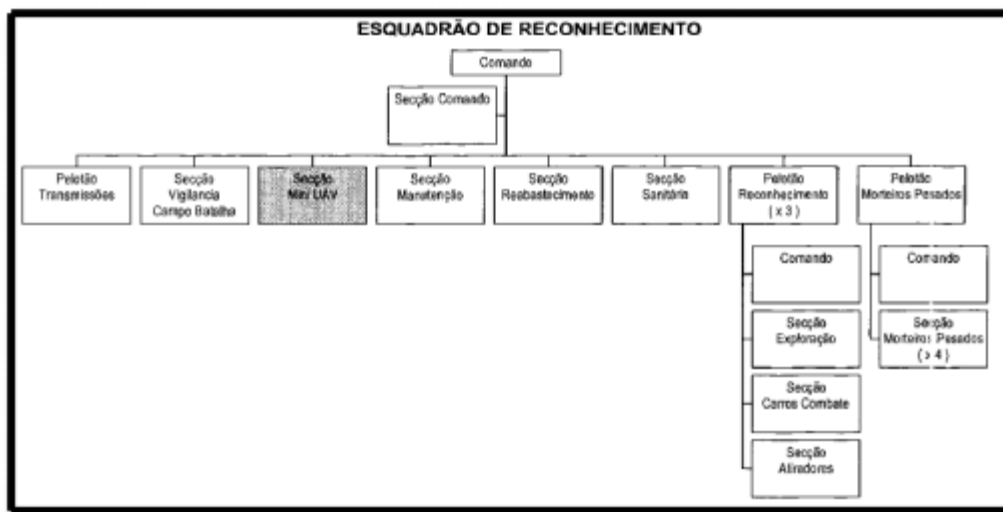 ESQUADRÃO DE RECONHECIMENTO
Comando
Secção Comando
Pelotão
Transmissões
Secção
Vigilancia
Campo Batalha
Secção
Mini UAV
Secção
Manutenção
Secção
Reabastecimento
Secção
Sanitária
Pelotão
Reconhecimento
( x 3 )
Pelotão
Morteiros Pesados
Comando
Secção
Exploração
Secção
Carros Combate
Secção
Atiradores
Comando
Secção
Morteiros Pesados
( x 4 )